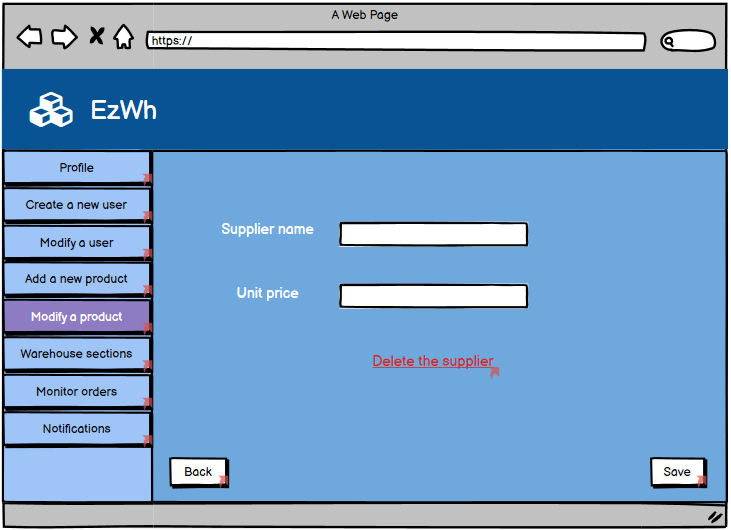 A Web Page
https://
EzWh
Profile
Create a new user
Modify a user
Add a new product
Modify a product
Warehouse sections
Monitor orders
Notifications
Supplier name
Unit price
Delete the supplier
Back
Save